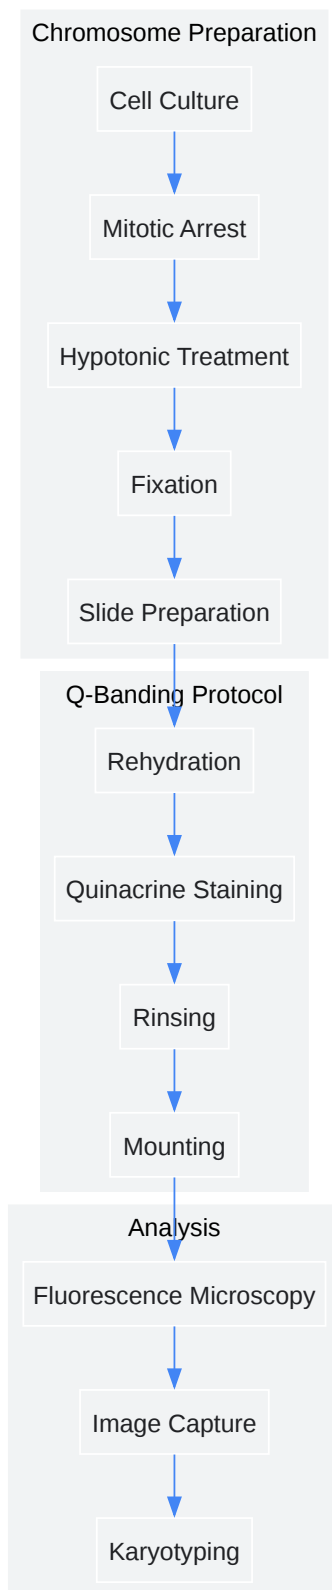 Chromosome Preparation
Cell Culture
Mitotic Arrest
Hypotonic Treatment
Fixation
Slide Preparation
Q-Banding Protocol
Rehydration
Quinacrine Staining
Rinsing
Mounting
Analysis
Fluorescence Microscopy
Image Capture
Karyotyping